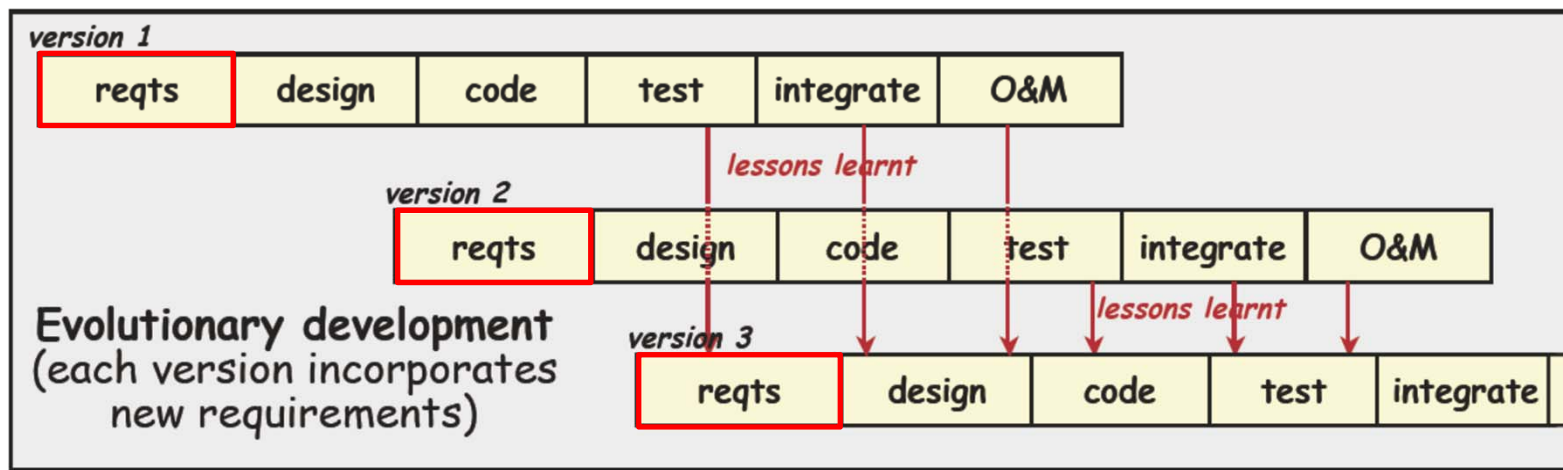 version 1
reqts design code test integrate O&M
lessons learnt
version 2
reqts design code test integrate O&M
lessons learnt
Evolutionary development
(each version incorporates
new requirements)
version 3
reqts design code test integrate